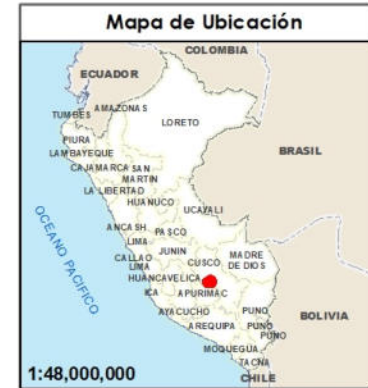 Mapa de Ubicación
COLOMBIA
ECUADOR
AMAZONAS
TUMBES
LORETO
PIURA
LAMBAYEQUE
BRASIL
CAJAMARCA
SAN
MARTIN
LA LIBERTAD
HUANUCO
UCAYALI
ANCASH
PASCO
LIMA
JUNIN
CALLAO
CUSCO
MADRE
DE DIOS
LIMA
HUANCAVELICA
ICA
APURIMAC
OCEANO PACIFICO
AYACUCHO
PUNO
BOLIVIA
AREQUIPA
PUNO
PUNO
MOQUEGUA
TACNA
1:48,000,000
CHILE